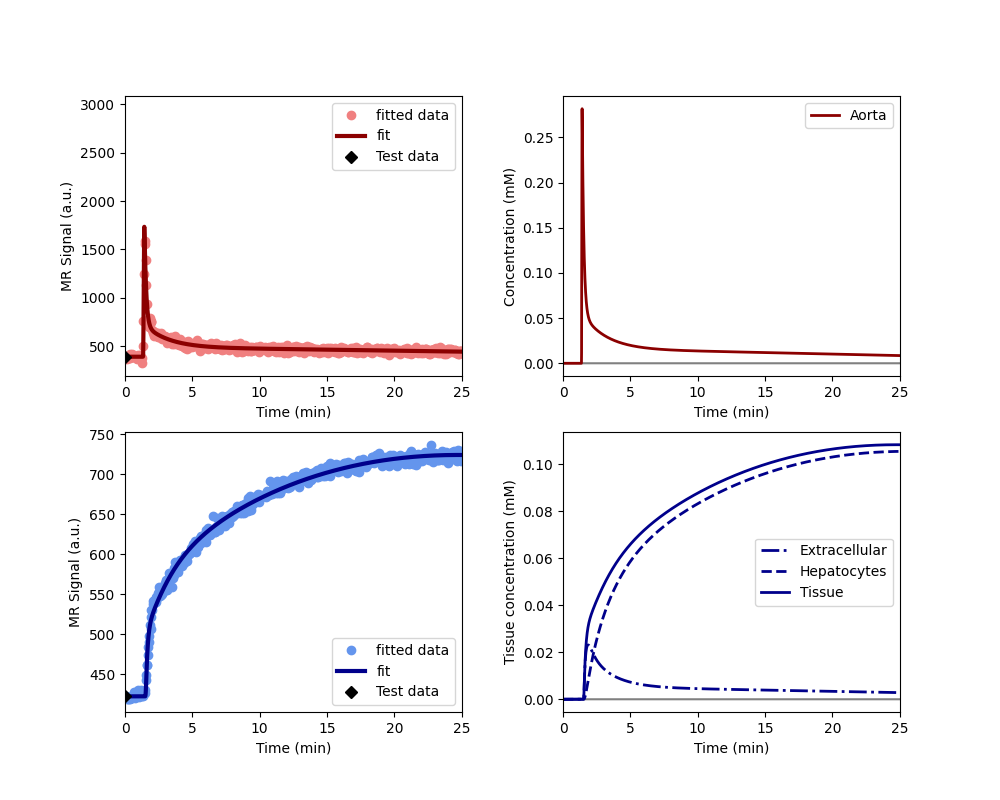 MR Signal (a.u.)
3000
2500
2000
1500
1000
500
0 5 10 15 20 25
Time (min)
fitted data
fit
Test data
Concentration (mM)
0.25
0.20
0.15
0.10
0.05
0.00
0 5 10 15 20 25
Time (min)
Aorta
MR Signal (a.u.)
750
700
650
600
550
500
450
0 5 10 15 20 25
Time (min)
fitted data
fit
Test data
Tissue concentration (mM)
0.10
0.08
0.06
0.04
0.02
0.00
0 5 10 15 20 25
Time (min)
Extracellular
Hepatocytes
Tissue